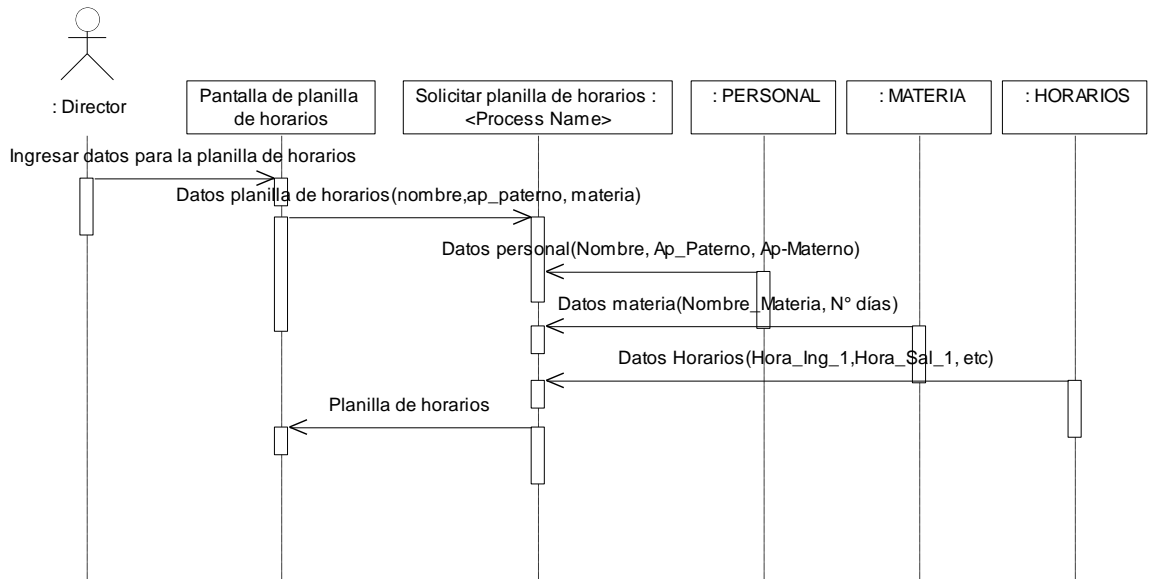 : Director
Pantalla de planilla
de horarios
Solicitar planilla de horarios :
<Process Name>
: PERSONAL
: MATERIA
: HORARIOS
Ingresar datos para la planilla de horarios
Datos planilla de horarios(nombre,ap_paterno, materia)
Datos personal(Nombre, Ap_Paterno, Ap-Materno)
Datos materia(Nombre_Materia, N° días)
Datos Horarios(Hora_Ing_1,Hora_Sal_1, etc)
Planilla de horarios